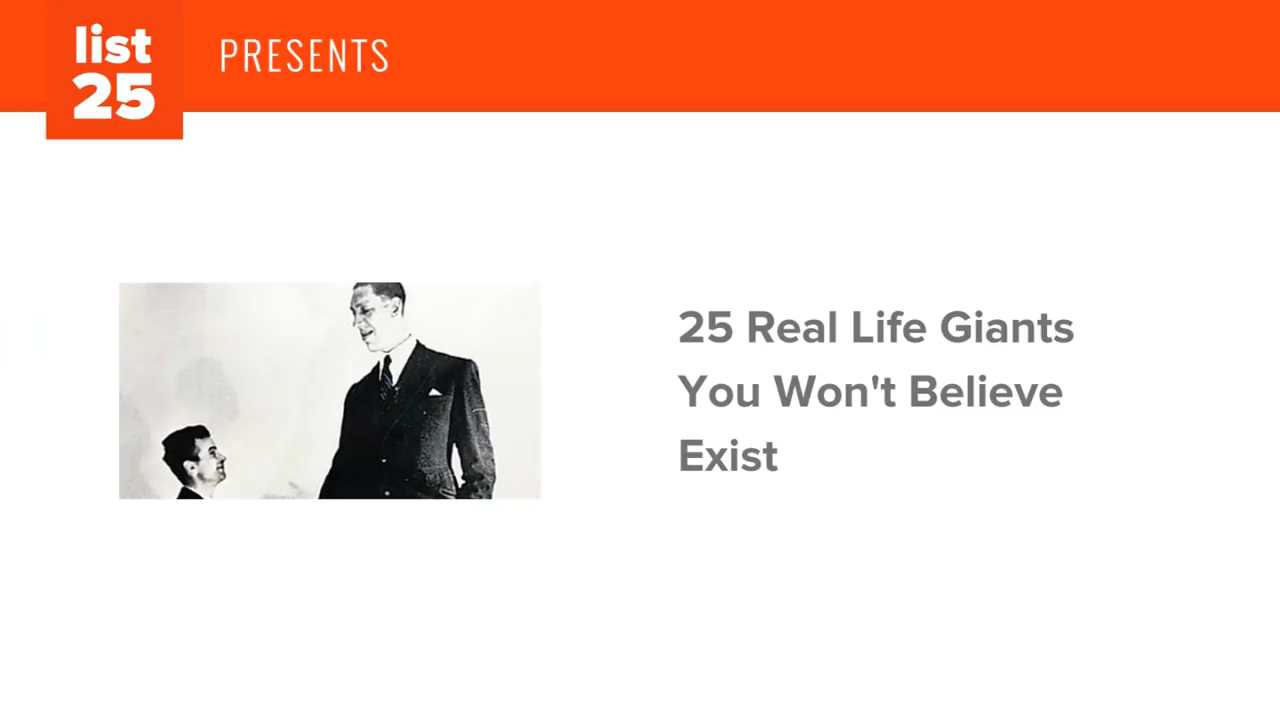 list
25
PRESENTS
25 Real Life Giants
You Won't Believe
Exist